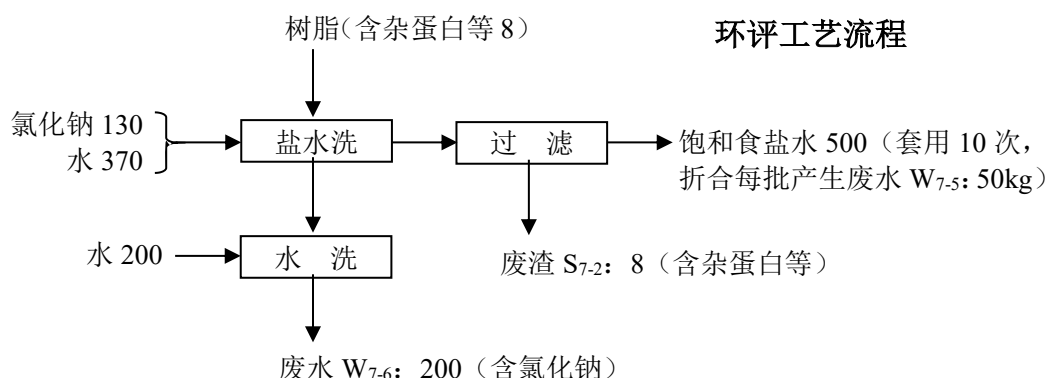 树脂（含杂蛋白等 8）
环评工艺流程
氯化钠 130
水 370
盐水洗
过 滤
饱和食盐水 500（套用 10 次，
折合每批产生废水 W7-5: 50kg）
水 200
水 洗
废渣 S7-2：8（含杂蛋白等）
废水 W7-6：200（含氯化钠）